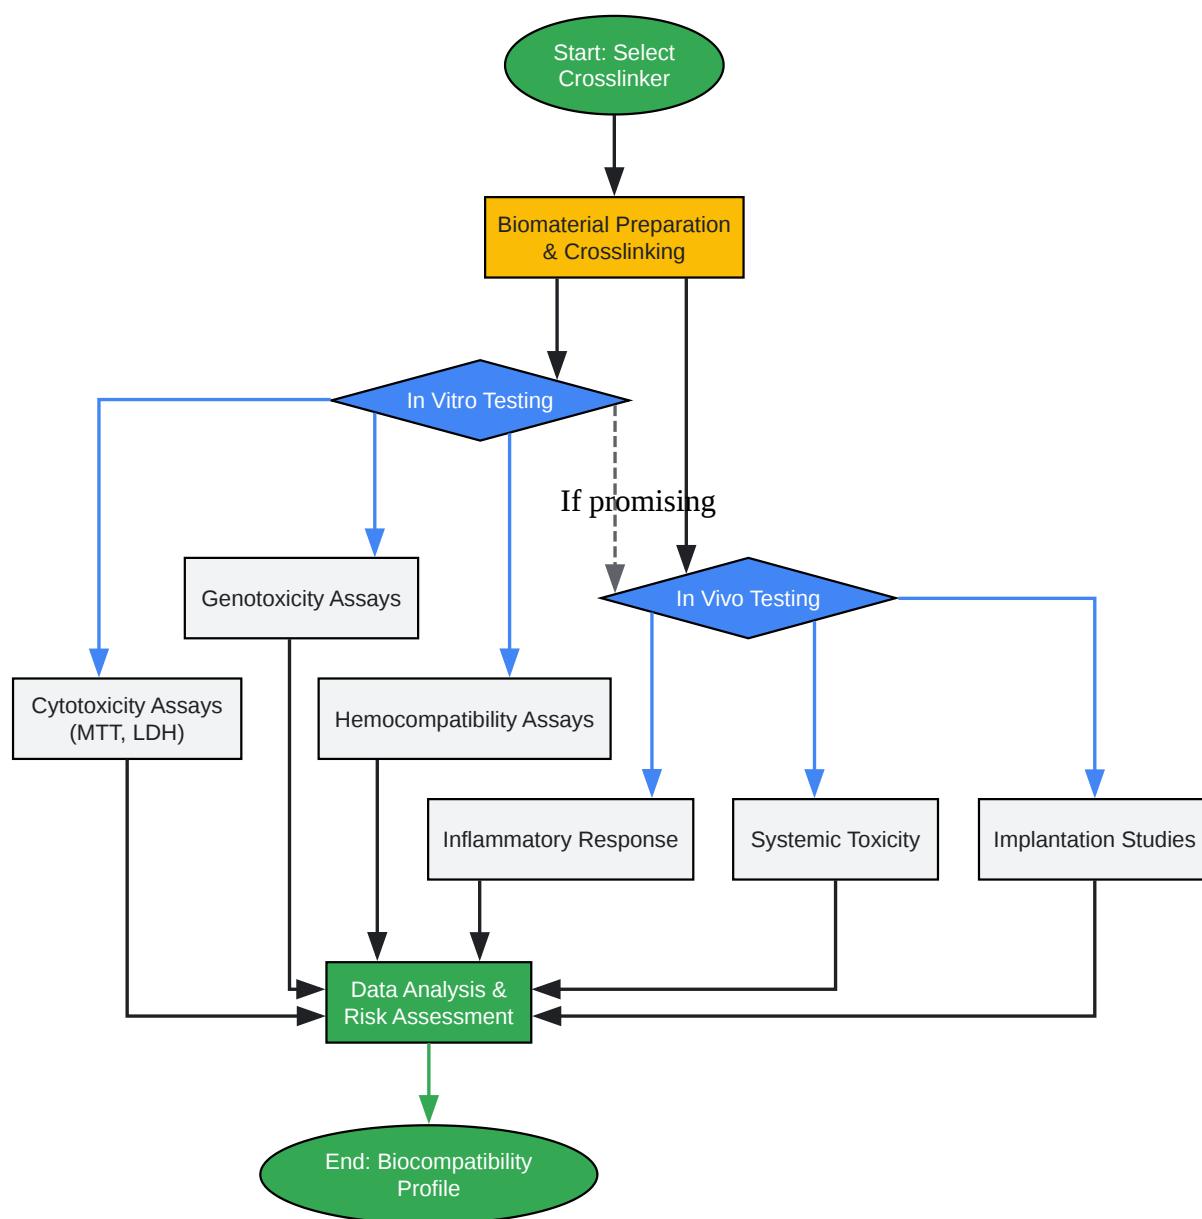 Start: Select
Crosslinker
Biomaterial Preparation
& Crosslinking
In Vitro Testing
If promising
Genotoxicity Assays
In Vivo Testing
Cytotoxicity Assays
(MTT, LDH)
Hemocompatibility Assays
Inflammatory Response
Systemic Toxicity
Implantation Studies
Data Analysis &
Risk Assessment
End: Biocompatibility
Profile